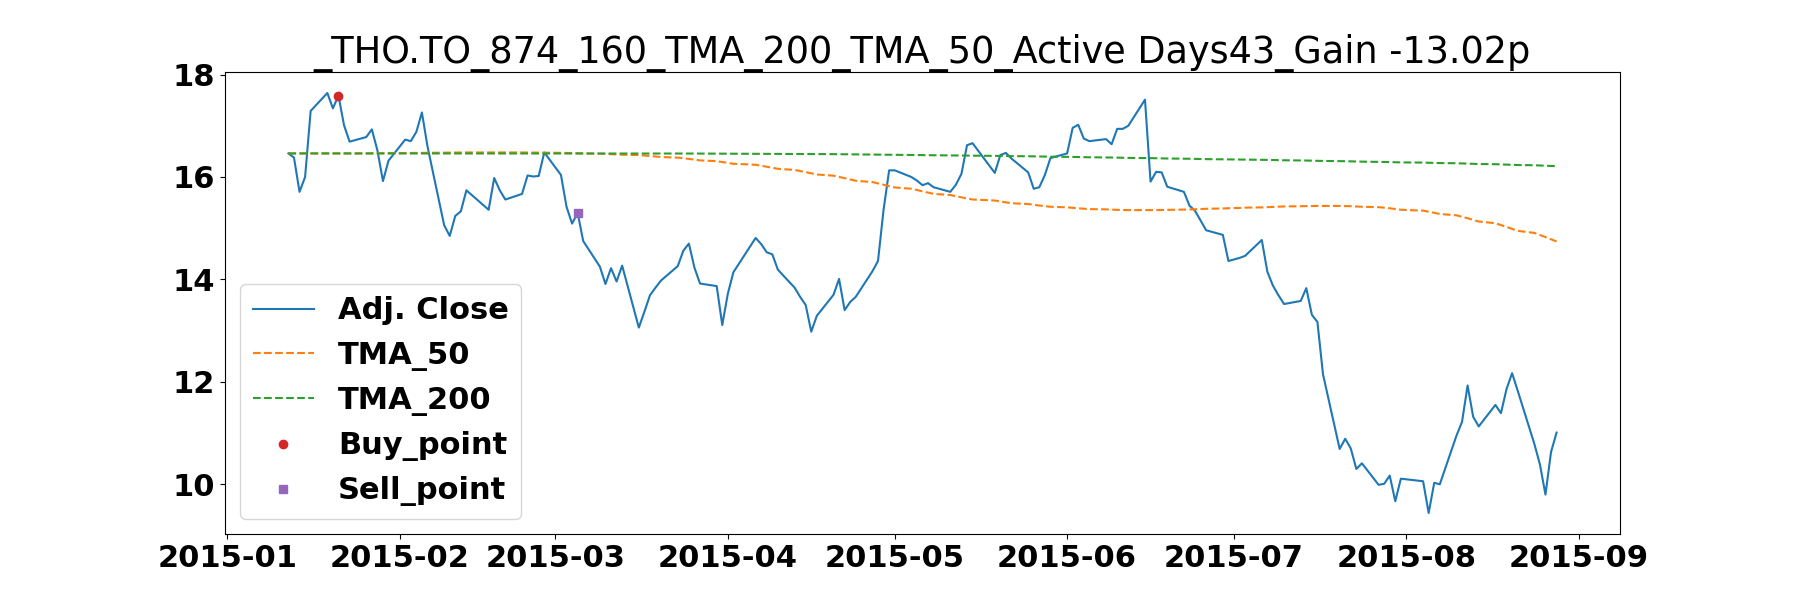 _THO.TO_874_160_TMA_200_TMA_50_Active Days43_Gain -13.02p
18
16
14
12
10
Adj. Close
TMA_50
TMA_200
Buy_point
Sell_point
2015-01 2015-02 2015-03 2015-04 2015-05 2015-06 2015-07 2015-08 2015-09